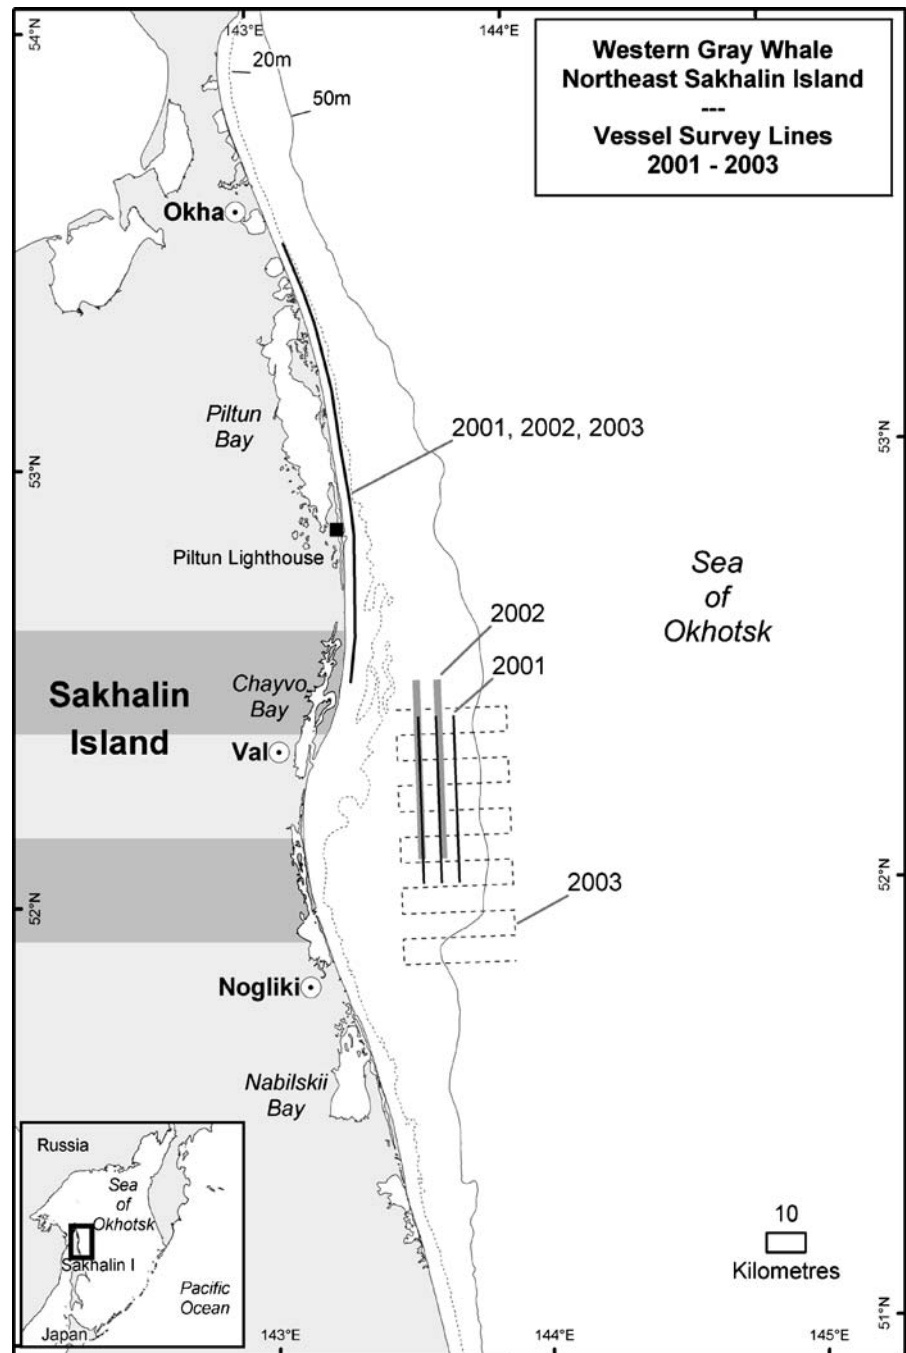 54°N
143°E
144°E
20m
50m
Western Gray Whale
Northeast Sakhalin Island
---
Vessel Survey Lines
2001 - 2003
Okha
Piltun
Bay
2001, 2002, 2003
53°N
53°N
Piltun Lighthouse
Sea
of
Okhotsk
2002
2001
Sakhalin
Island
Chayvo
Bay
Val
2003
52°N
52°N
Nogliki
Nabilskii
Bay
Russia
Sea
of
Okhotsk
Sakhalin I
Pacific
Ocean
Japan
10
Kilometres
51°N
143°E
144°E
145°E